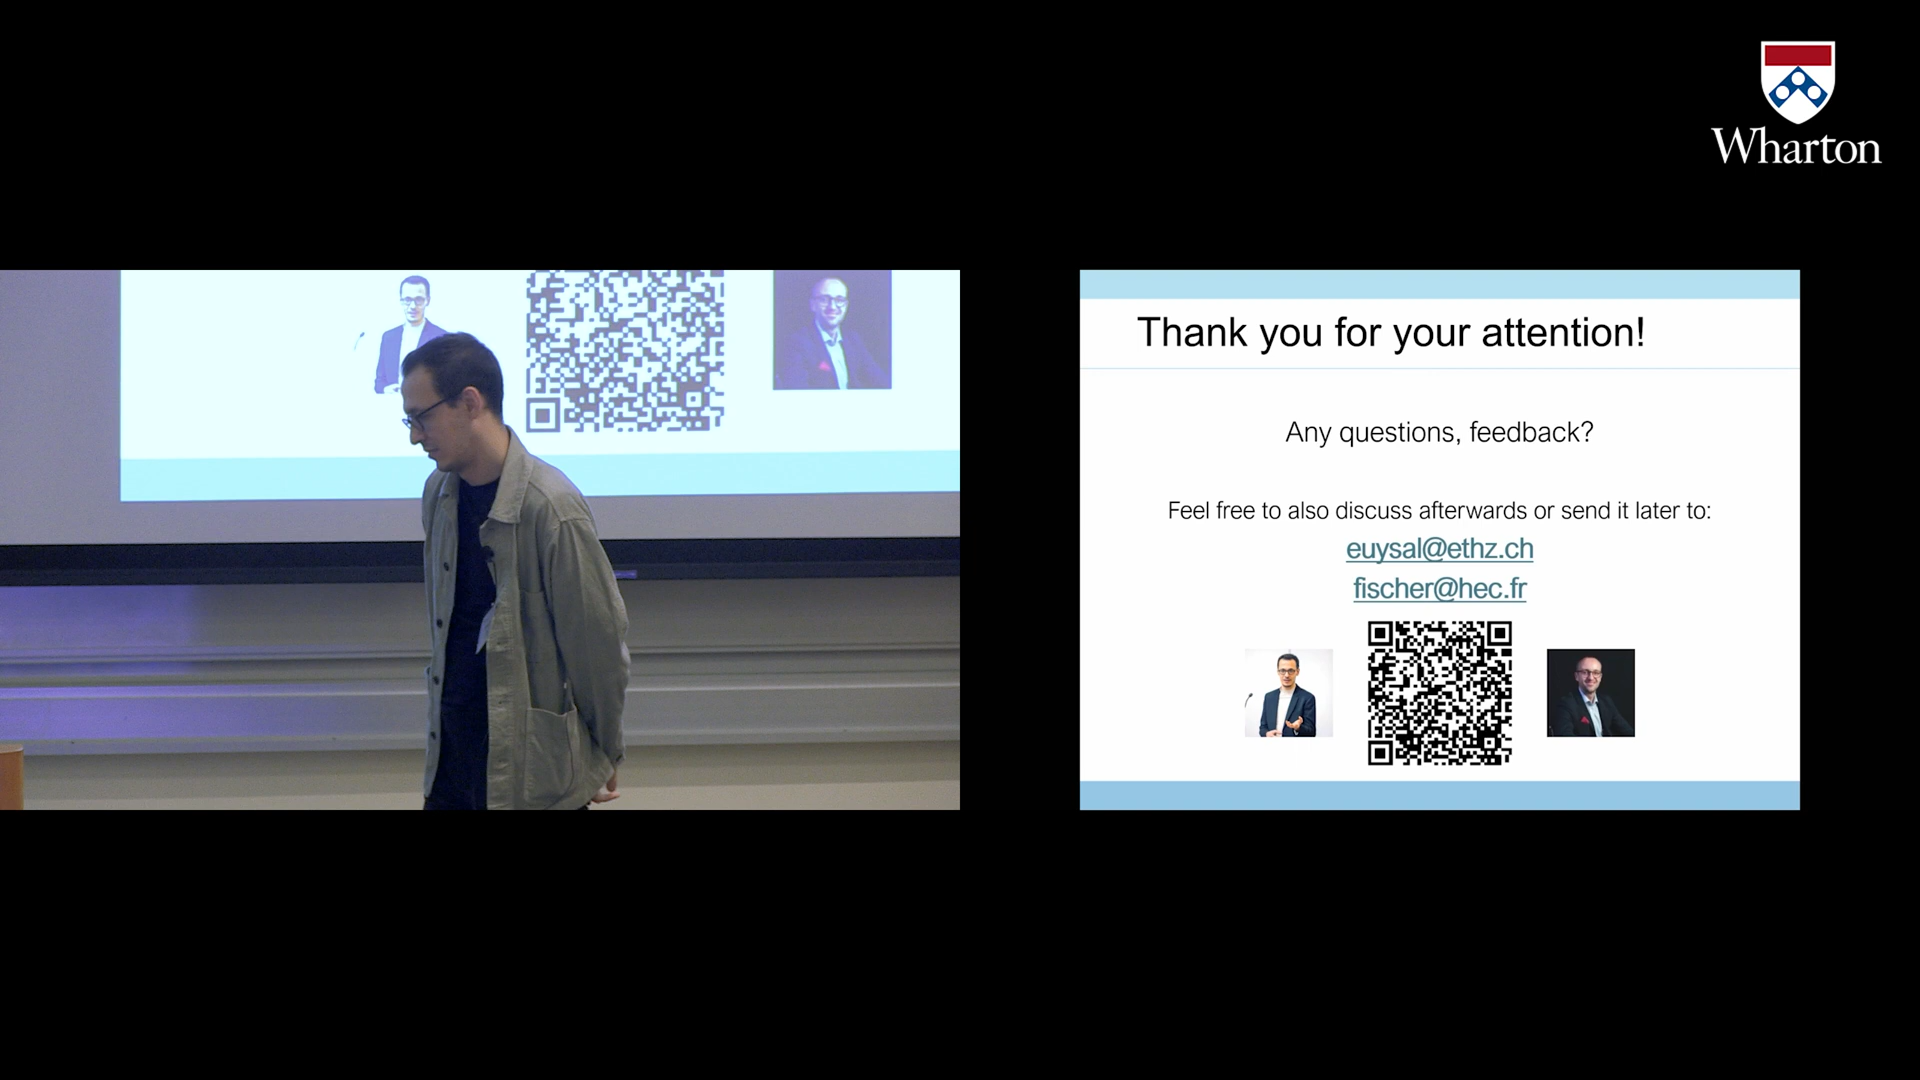 Wharton
Thank you for your attention!
Any questions, feedback?
Feel free to also discuss afterwards or send it later to:
euysal@ethz.ch
fischer@hec.fr